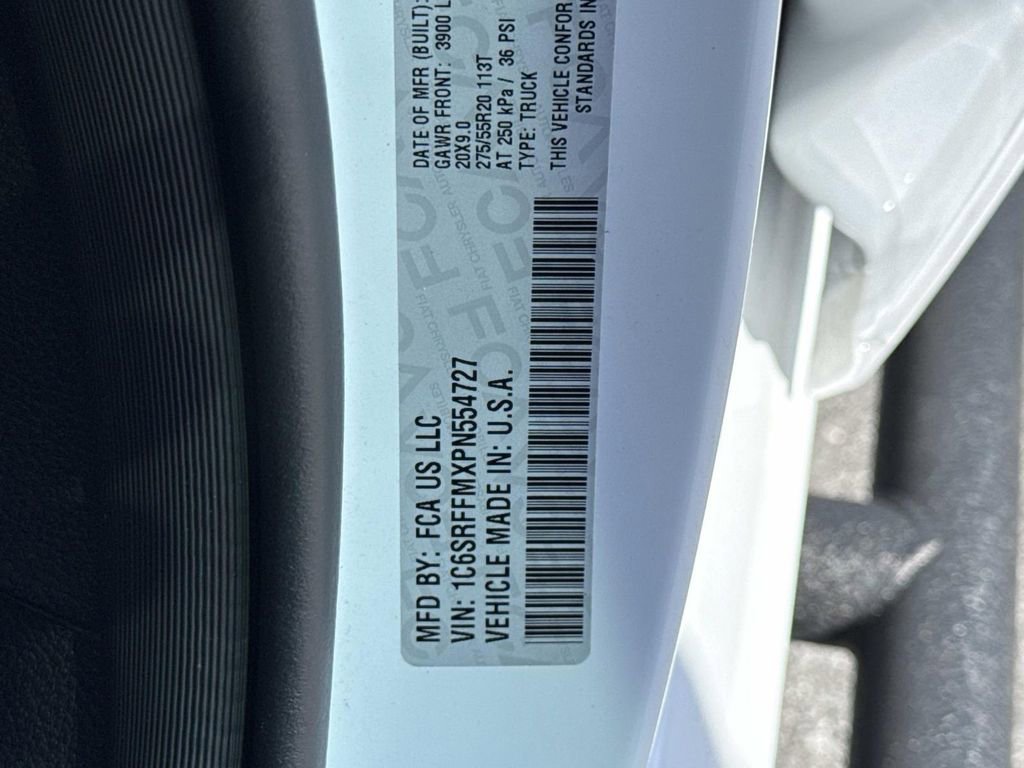 MFD BY: FCA US LLC
VIN: 1C6SRFFMXPN554727
VEHICLE MADE IN: U.S.A.
DATE OF MFR (BUILT):
GAWR FRONT: 3900 L
20X9.0
275/55R20 113T
AT 250 kPa / 36 PSI
TYPE: TRUCK
THIS VEHICLE CONFOR
STANDARDS IN